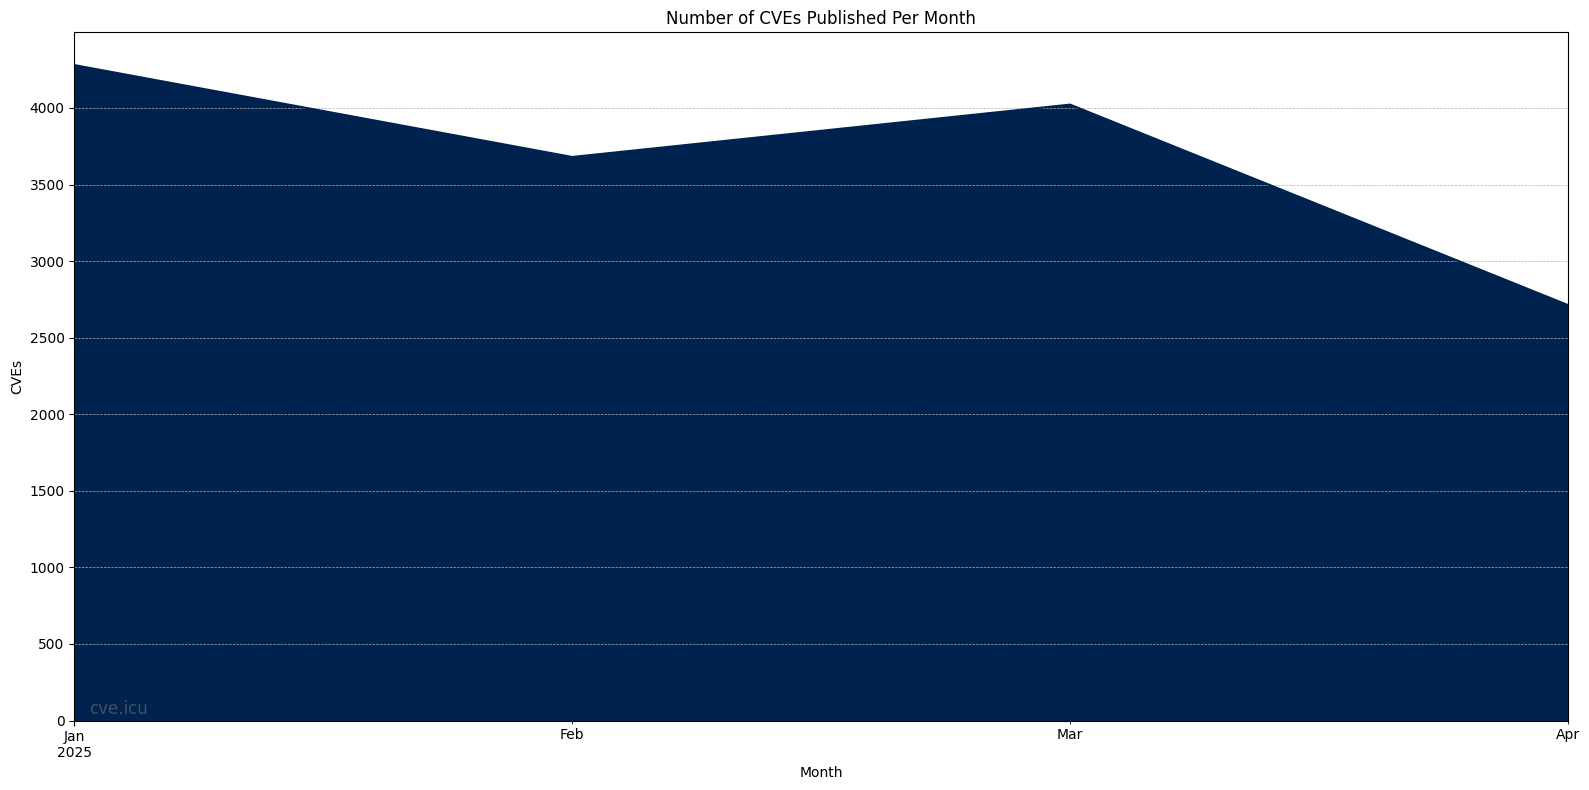 Number of CVEs Published Per Month
4000
3500
3000
2500
2000
1500
1000
500
0
CVEs
cve.icu
Jan Feb Mar Apr
2025
Month